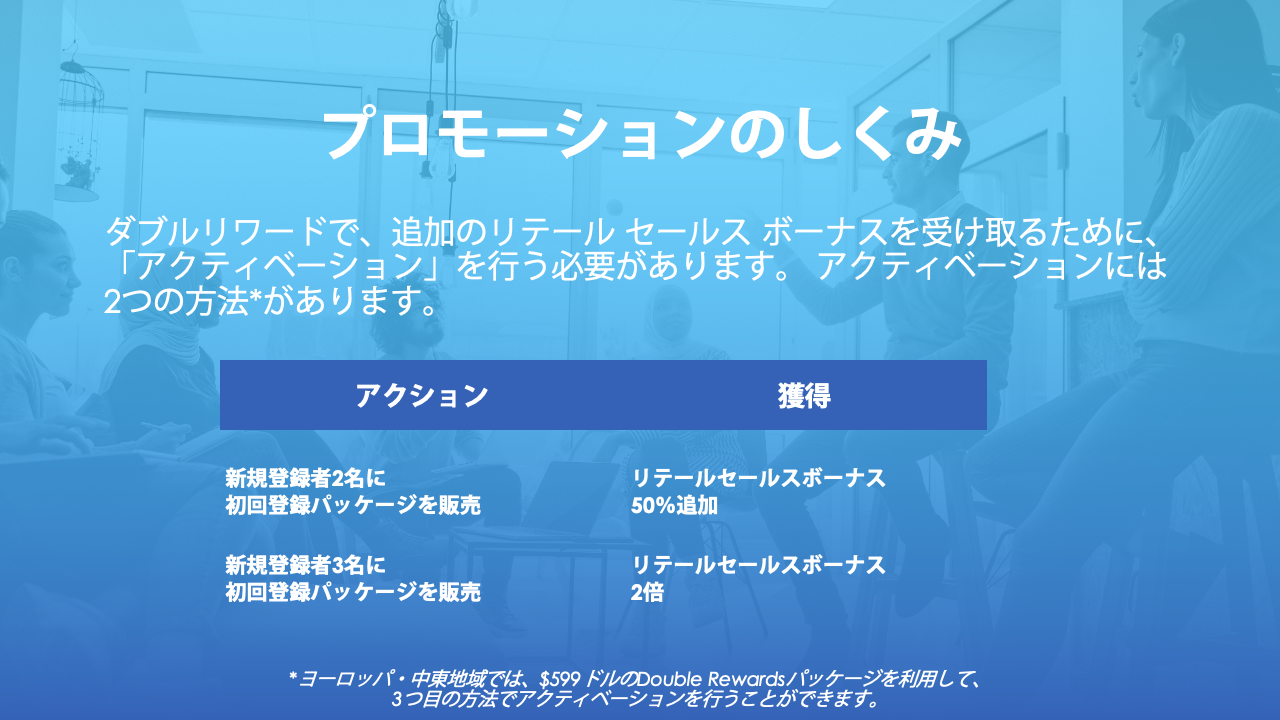 プロモーションのしくみ
ダブルリワードで、追加のリテール セールス ボーナスを受け取るために、
「アクティベーション」を行う必要があります。 アクティベーションには
2つの方法*があります。
アクション 獲得
新規登録者2名に
初回登録パッケージを販売
リテールセールスボーナス
50%追加
新規登録者3名に
初回登録パッケージを販売
リテールセールスボーナス
2倍
*ヨーロッパ・中東地域では、$599 ドルのDouble Rewardsパッケージを利用して、
3つ目の方法でアクティベーションを行うことができます。